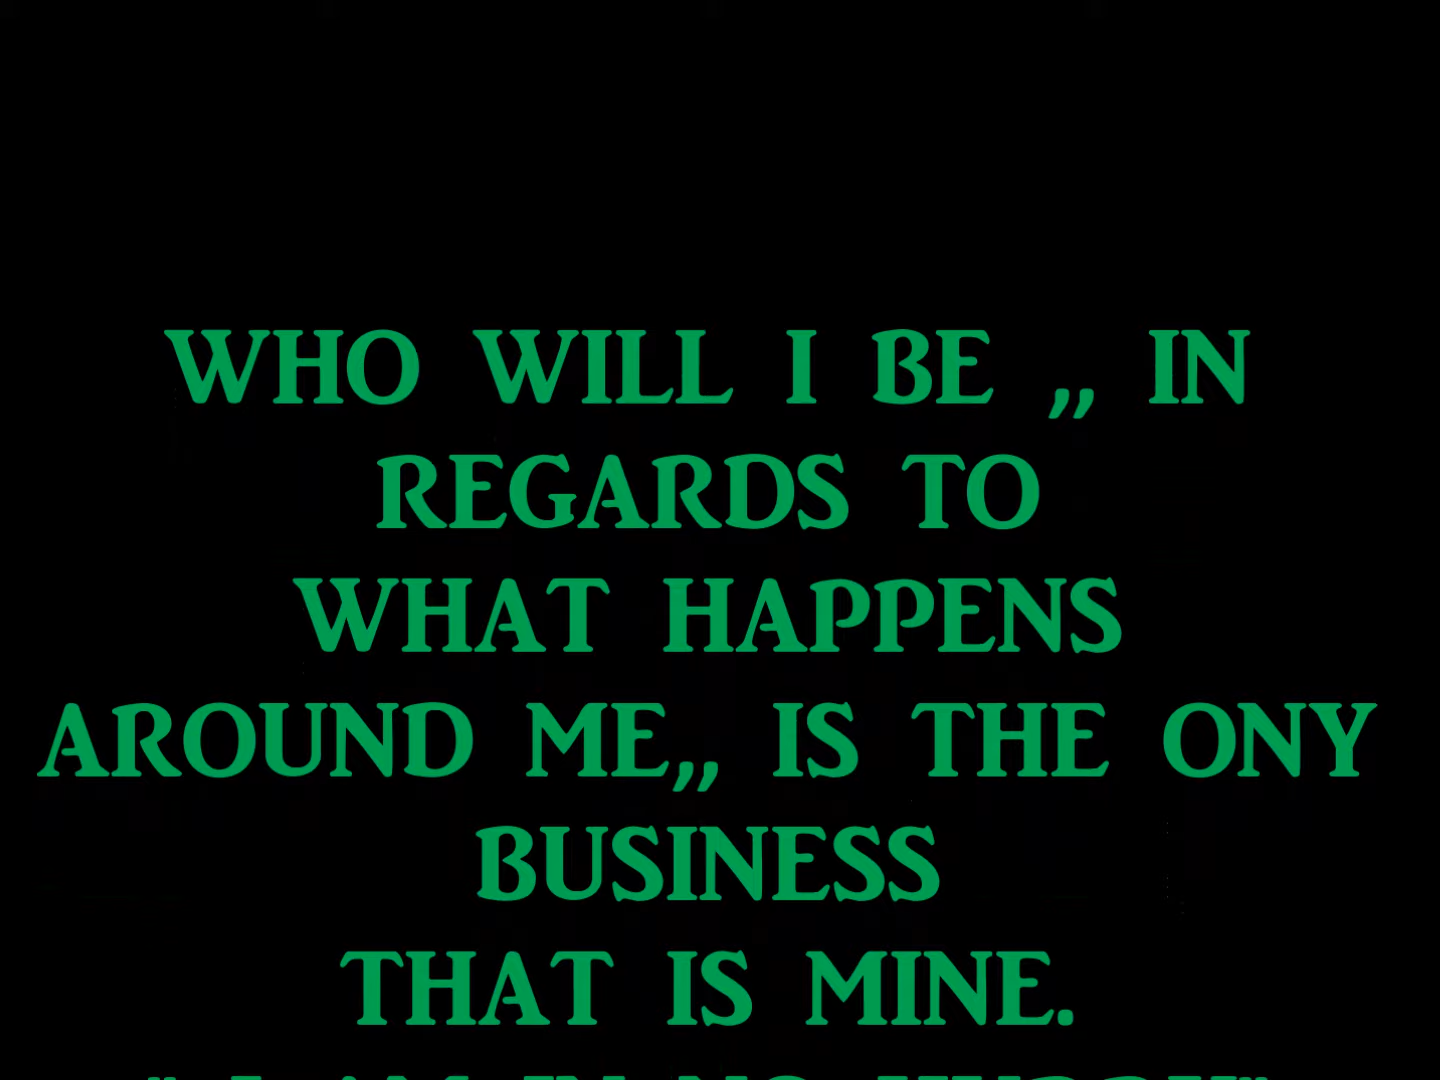 WHO WILL I BE ,, IN
REGARDS TO
WHAT HAPPENS
AROUND ME,, IS THE ONY
BUSINESS
THAT IS MINE.